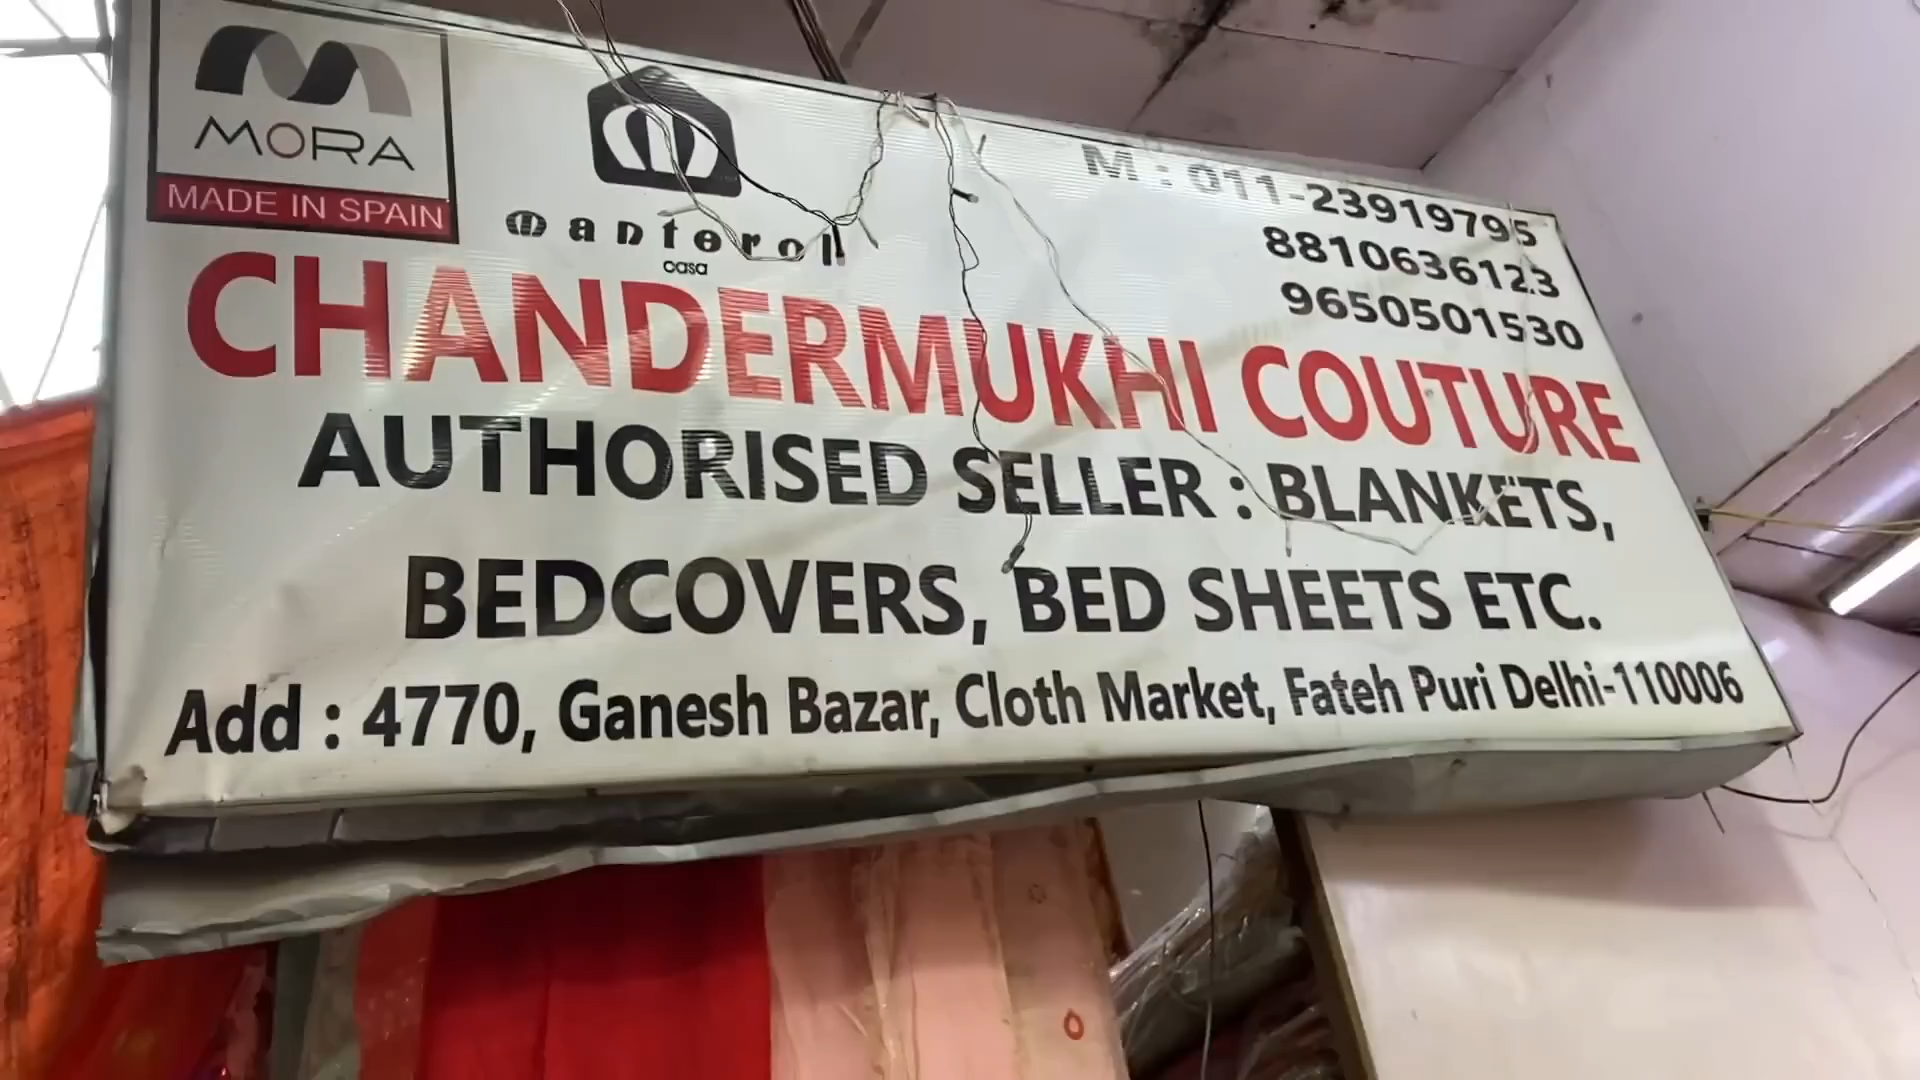 MORA
MADE IN SPAIN
manterol
casa
M : 011-23919795
8810636123
9650501530
CHANDERMUKHI COUTURE
AUTHORISED SELLER : BLANKETS,
BEDCOVERS, BED SHEETS ETC.
Add : 4770, Ganesh Bazar, Cloth Market, Fateh Puri Delhi-110006